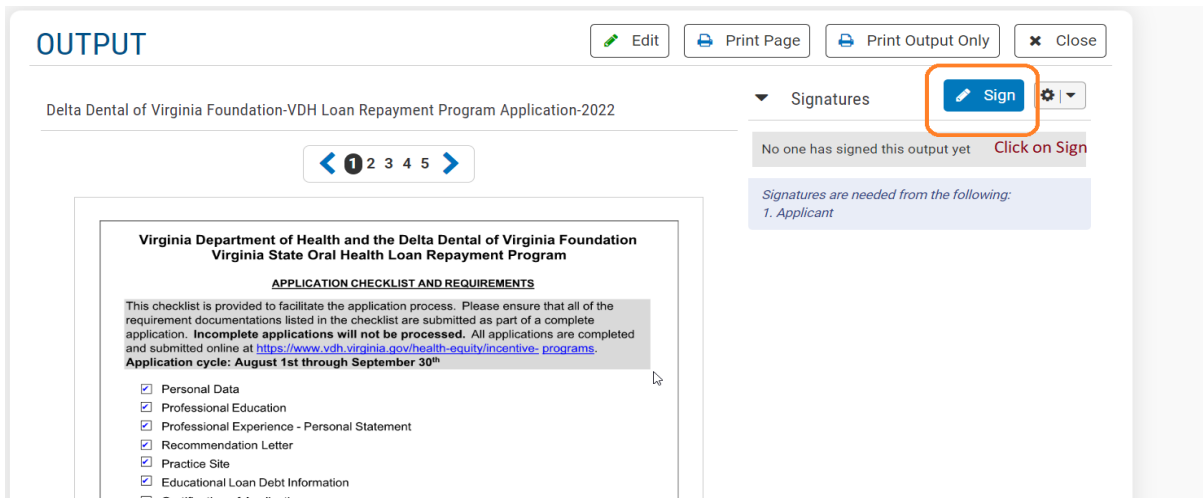 OUTPUT
Edit
Print Page
Print Output Only
Close
Delta Dental of Virginia Foundation-VDH Loan Repayment Program Application-2022
Signatures
Sign
1 2 3 4 5
No one has signed this output yet
Click on Sign
Signatures are needed from the following:
1. Applicant
Virginia Department of Health and the Delta Dental of Virginia Foundation
Virginia State Oral Health Loan Repayment Program
APPLICATION CHECKLIST AND REQUIREMENTS
This checklist is provided to facilitate the application process. Please ensure that all of the
requirement documentations listed in the checklist are submitted as part of a complete
application. Incomplete applications will not be processed. All applications are completed
and submitted online at https://www.vdh.virginia.gov/health-equity/incentive- programs.
Application cycle: August 1st through September 30th
Personal Data
Professional Education
Professional Experience - Personal Statement
Recommendation Letter
Practice Site
Educational Loan Debt Information